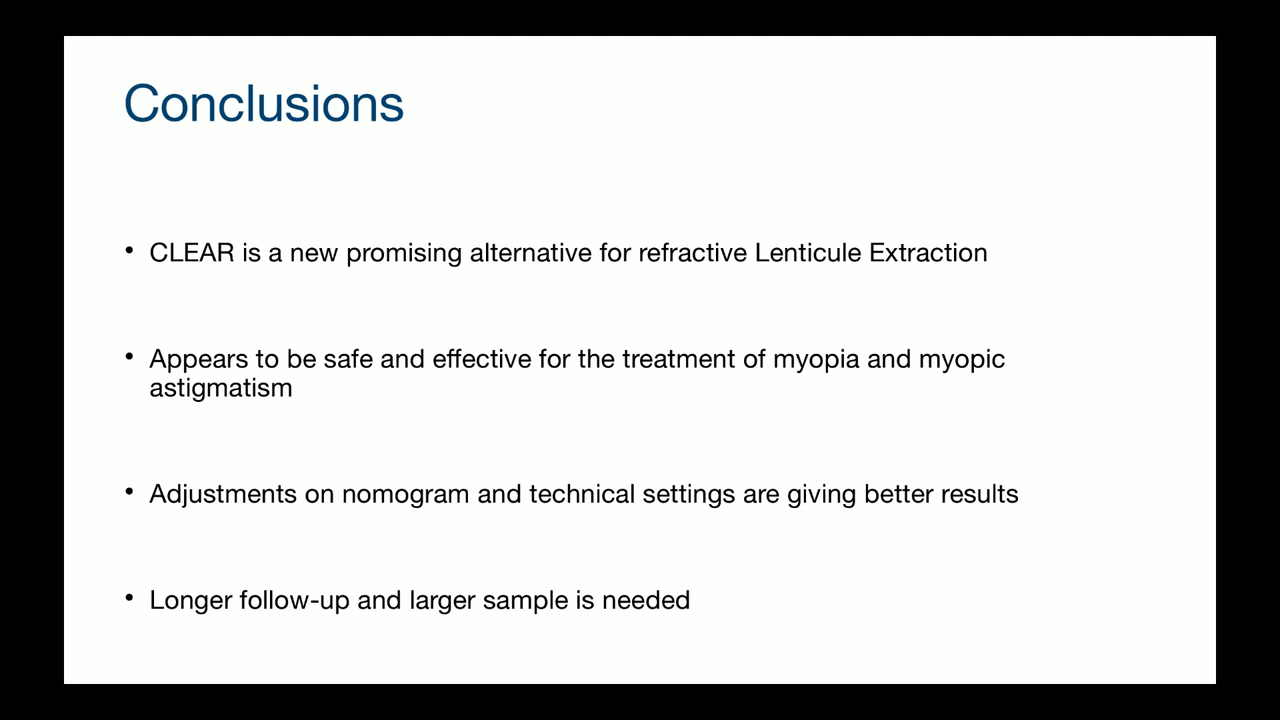 Conclusions
• CLEAR is a new promising alternative for refractive Lenticule Extraction
• Appears to be safe and effective for the treatment of myopia and myopic
astigmatism
• Adjustments on nomogram and technical settings are giving better results
• Longer follow-up and larger sample is needed